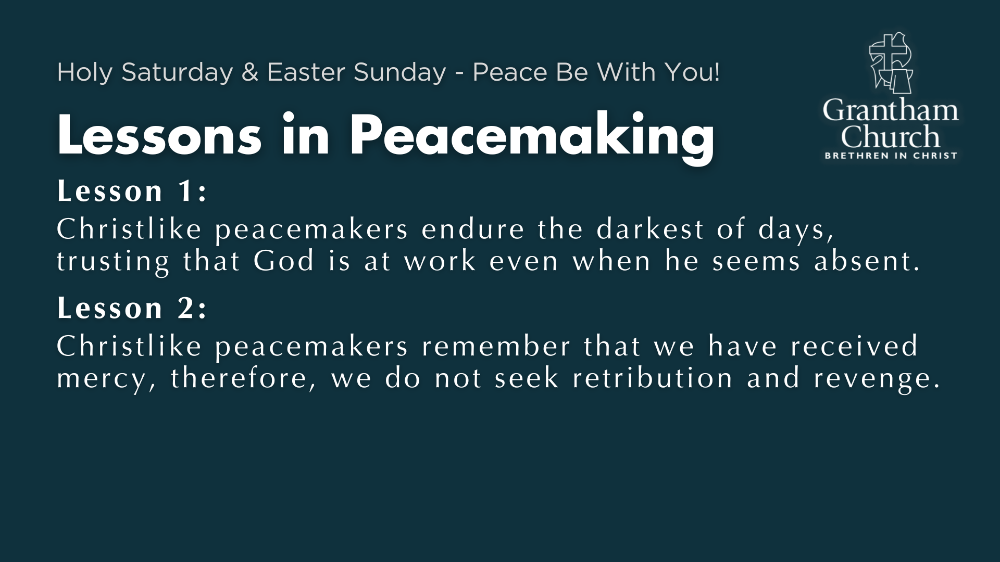 Holy Saturday & Easter Sunday - Peace Be With You!
Grantham
Church
BRETHREN IN CHRIST
Lessons in Peacemaking
Lesson 1:
Christlike peacemakers endure the darkest of days,
trusting that God is at work even when he seems absent.
Lesson 2:
Christlike peacemakers remember that we have received
mercy, therefore, we do not seek retribution and revenge.